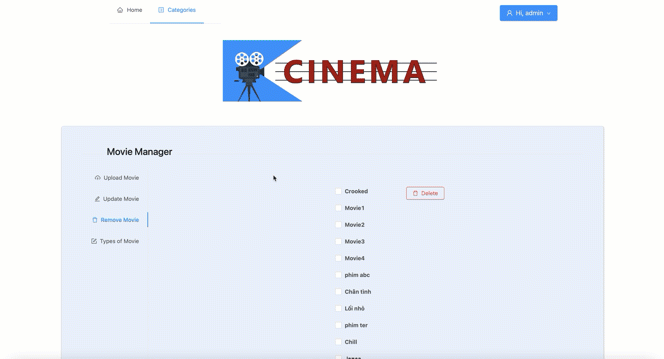 Home
Categories
Hi, admin
CINEMA
Movie Manager
Upload Movie
Update Movie
Remove Movie
Types of Movie
Crooked
Delete
Movie1
Movie2
Movie3
Movie4
phim abc
Chân tình
Lối nhỏ
phim ter
Chill